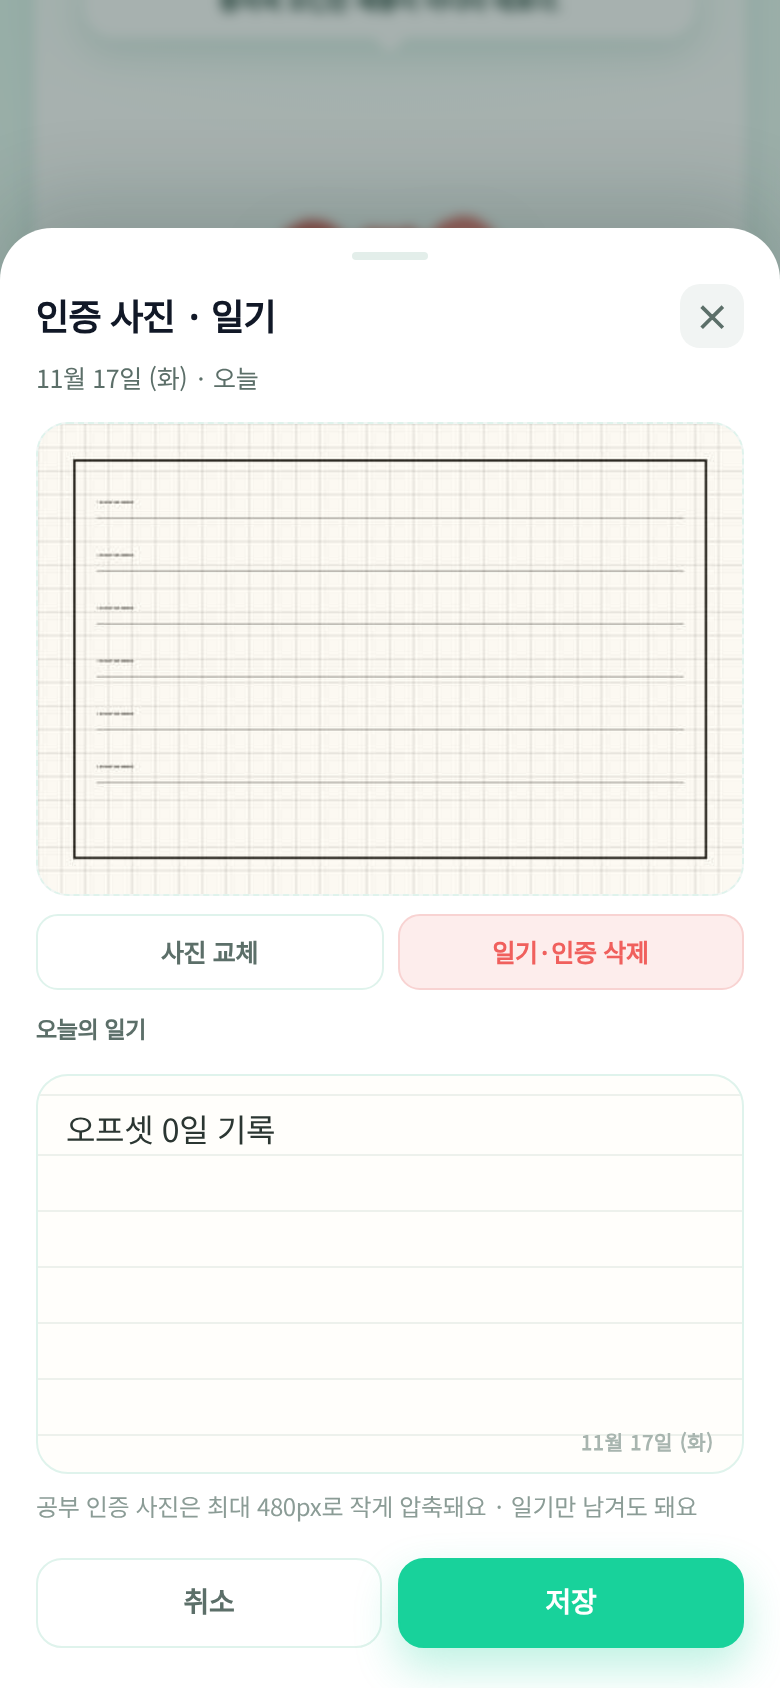 인증 사진 · 일기
11월 17일 (화) · 오늘
사진 교체
일기·인증 삭제
오늘의 일기
오프셋 0일 기록
11월 17일 (화)
공부 인증 사진은 최대 480px로 작게 압축돼요 · 일기만 남겨도 돼요
취소
저장